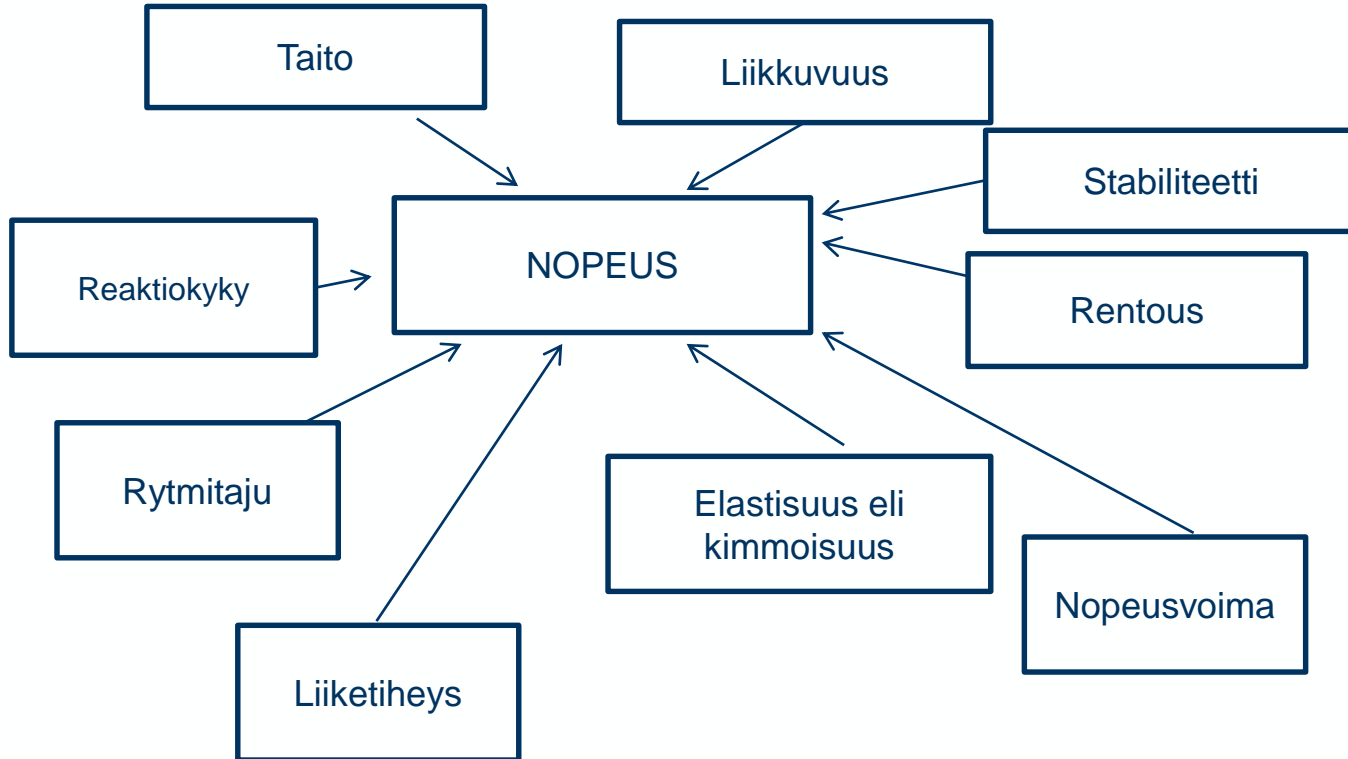 Taito
Liikkuvuus
Stabiliteetti
NOPEUS
Reaktiokyky
Rentous
Rytmitaju
Elastisuus eli
kimmoisuus
Nopeusvoima
Liiketiheys